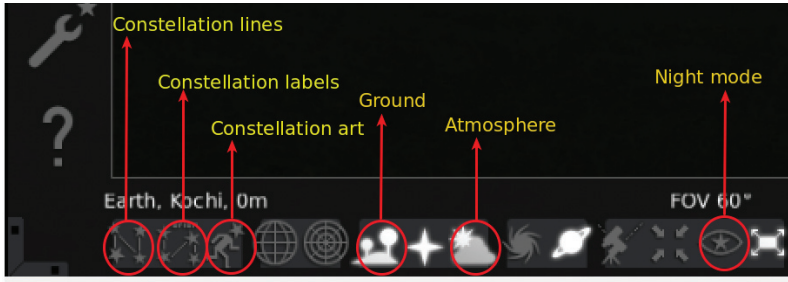 Constellation lines
Constellation labels
Night mode
Ground
Constellation art
Atmosphere
Earth, Kochi, 0m
FOV 60°